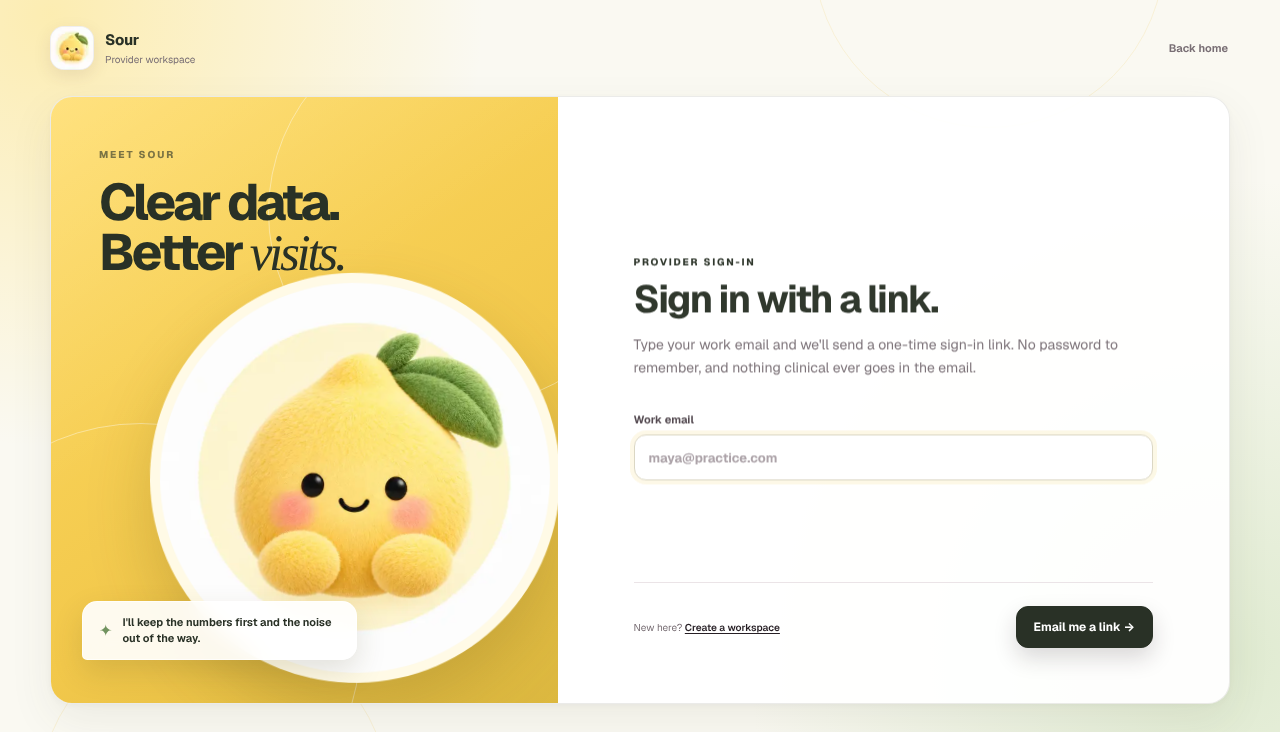 Sour
Provider workspace
Back home
MEET SOUR
Clear data.
Better visits.
I'll keep the numbers first and the noise
out of the way.
PROVIDER SIGN-IN
Sign in with a link.
Type your work email and we'll send a one-time sign-in link. No password to
remember, and nothing clinical ever goes in the email.
Work email
maya@practice.com
New here? Create a workspace
Email me a link →